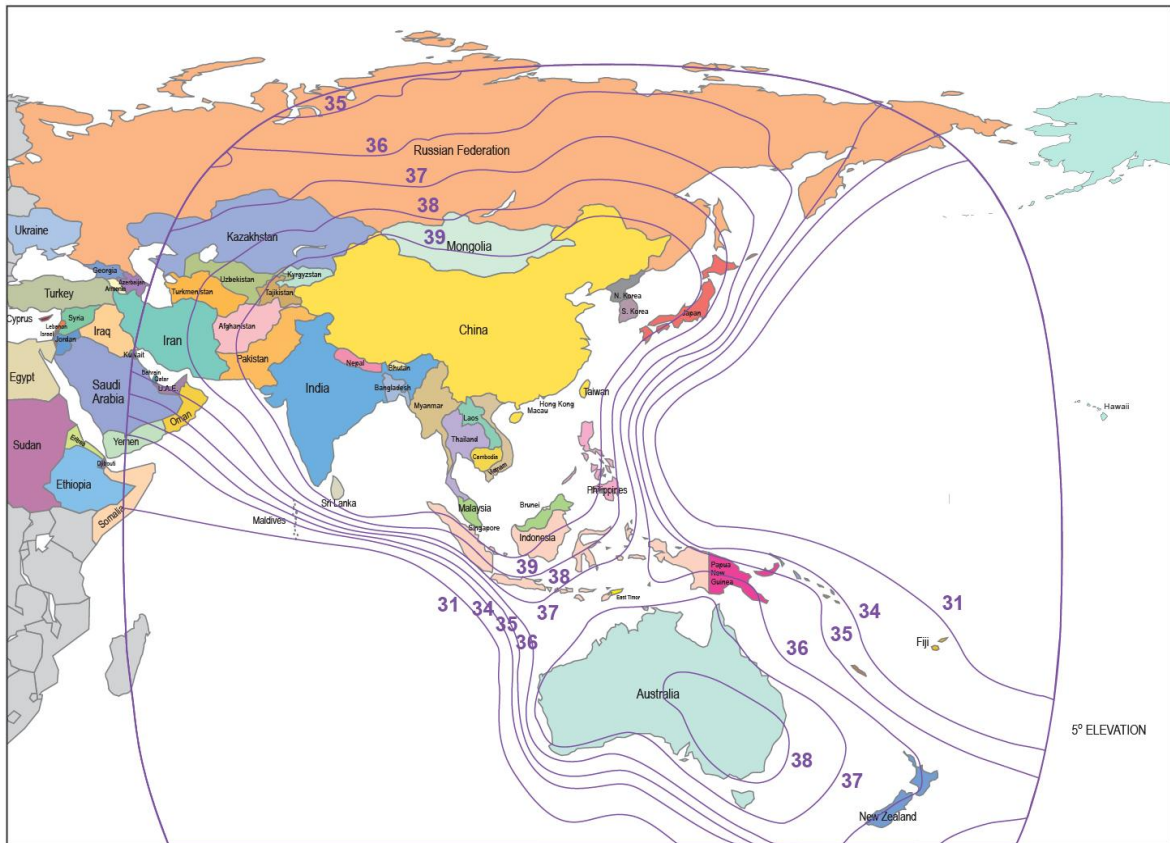 35
36
Russian Federation
37
38
39
Mongolia
Ukraine
Kazakhstan
Georgia
Azerbaijan
Armenia
Uzbekistan
Kyrgyzstan
Turkey
Turkmenistan
Tajikistan
N. Korea
S. Korea
Japan
Cyprus
Syria
Lebanon
Israel
Iraq
Jordan
Iran
Afghanistan
China
Kuwait
Pakistan
Nepal
Bhutan
Egypt
Saudi
Arabia
Bahrain
Qatar
U.A.E.
India
Bangladesh
Taiwan
Oman
Myanmar
Hong Kong
Macau
Laos
Hawaii
Sudan
Eritrea
Yemen
Thailand
Djibouti
Cambodia
Vietnam
Ethiopia
Philippines
Sri Lanka
Malaysia
Brunei
Somalia
Maldives
Singapore
Indonesia
39
38
Papua
New
Guinea
East Timor
31
34
35
36
37
31
34
35
36
Fiji
Australia
5° ELEVATION
38
37
New Zealand